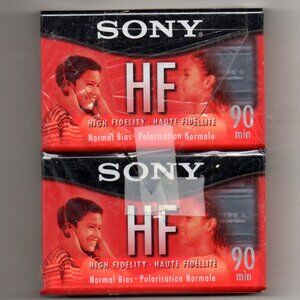 SONY
HF
HIGH FIDELITY · HAUTE FIDÉLITÉ
Normal Bias · Polarisation Normale
90
min
SONY
HF
HIGH FIDELITY · HAUTE FIDÉLITÉ
Normal Bias · Polarisation Normale
90
min